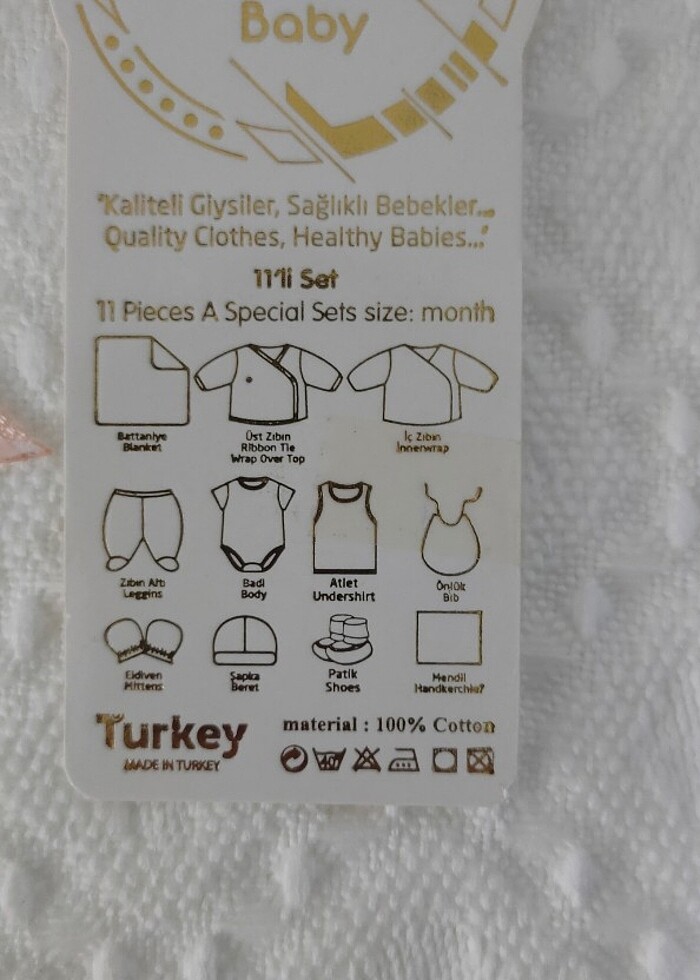 Baby
"Kaliteli Giysiler, Sağlıklı Bebekler...
Quality Clothes, Healthy Babies..."
11'li Set
11 Pieces A Special Sets size: month
Battaniye
Blanket
Üst Zıbın
Ribbon Tie
Wrap Over Top
İç Zıbın
Innerwrap
Zıbın Altı
Leggins
Badi
Body
Atlet
Undershirt
Önlük
Bib
Eldiven
Mittens
Şapka
Beret
Patik
Shoes
Mendil
Handkerchief
Turkey
MADE IN TURKEY
material : 100% Cotton
40°